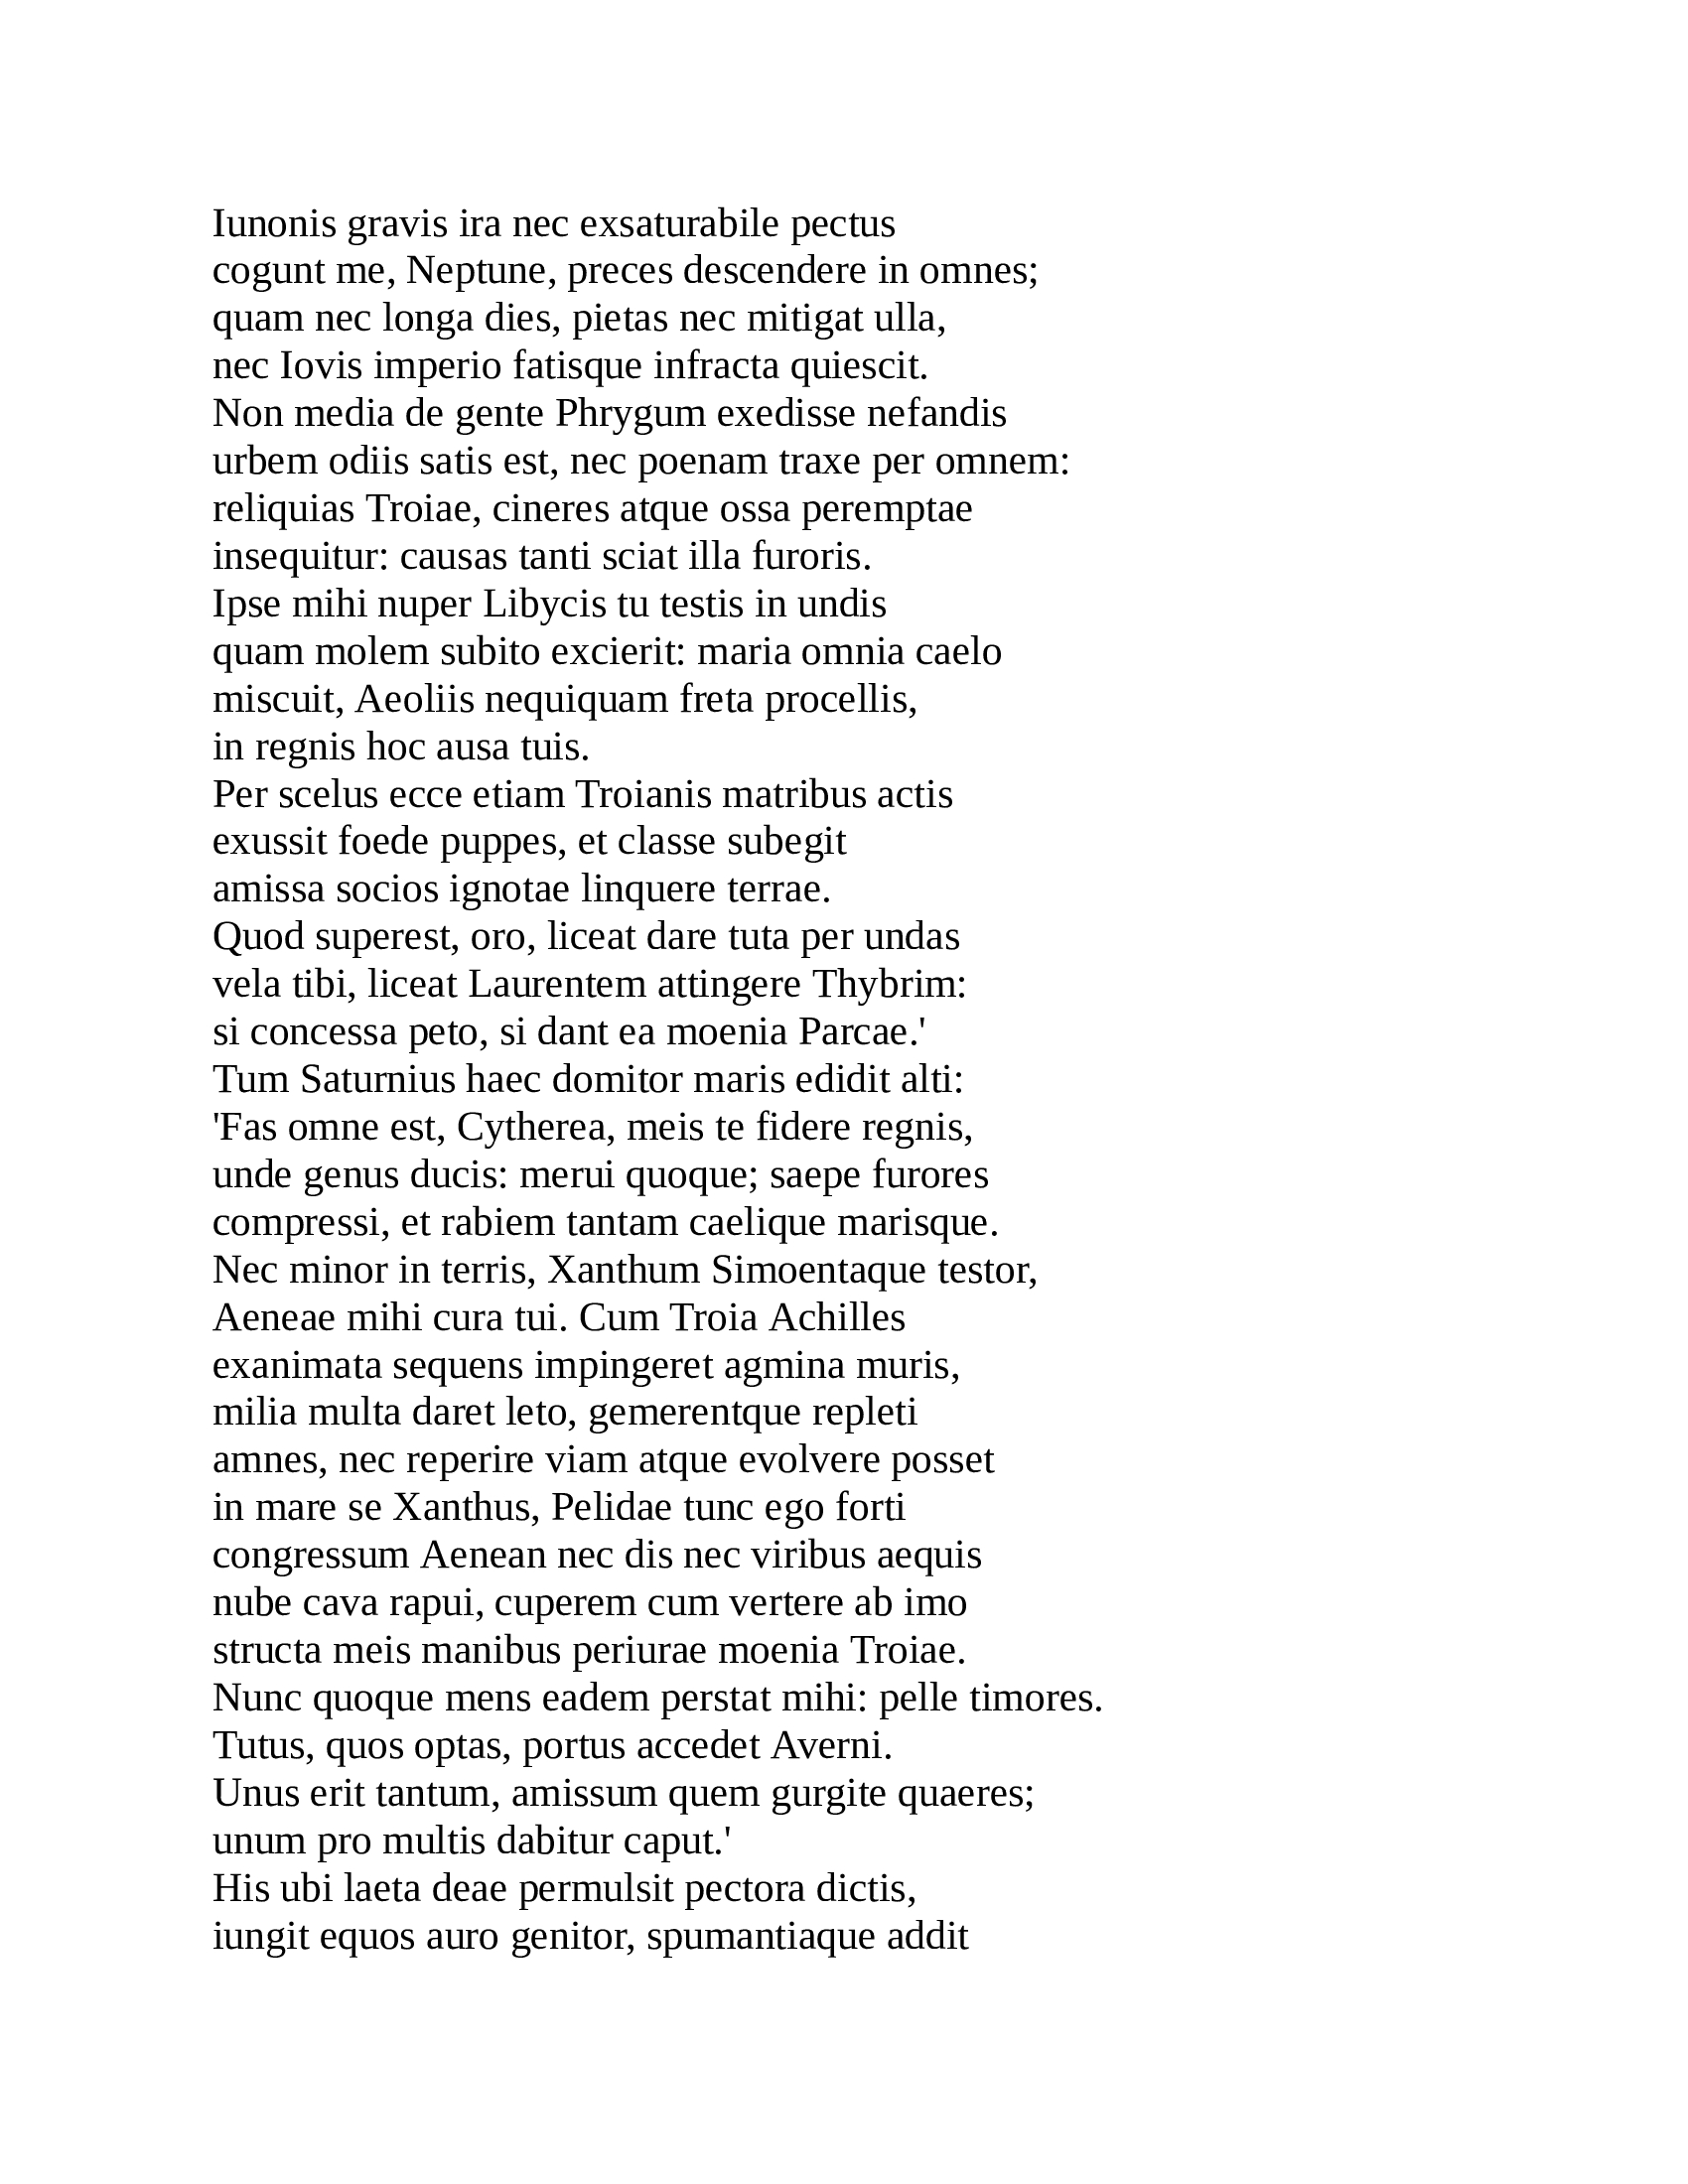 Iunonis gravis ira nec exsaturabile pectus
cogunt me, Neptune, preces descendere in omnes;
quam nec longa dies, pietas nec mitigat ulla,
nec Iovis imperio fatisque infracta quiescit.
Non media de gente Phrygum exedisse nefandis
urbem odiis satis est, nec poenam traxe per omnem:
reliquias Troiae, cineres atque ossa peremptae
insequitur: causas tanti sciat illa furoris.
Ipse mihi nuper Libycis tu testis in undis
quam molem subito excierit: maria omnia caelo
miscuit, Aeoliis nequiquam freta procellis,
in regnis hoc ausa tuis.
Per scelus ecce etiam Troianis matribus actis
exussit foede puppes, et classe subegit
amissa socios ignotae linquere terrae.
Quod superest, oro, liceat dare tuta per undas
vela tibi, liceat Laurentem attingere Thybrim:
si concessa peto, si dant ea moenia Parcae.'
Tum Saturnius haec domitor maris edidit alti:
'Fas omne est, Cytherea, meis te fidere regnis,
unde genus ducis: merui quoque; saepe furores
compressi, et rabiem tantam caelique marisque.
Nec minor in terris, Xanthum Simoentaque testor,
Aeneae mihi cura tui. Cum Troia Achilles
exanimata sequens impingeret agmina muris,
milia multa daret leto, gemerentque repleti
amnes, nec reperire viam atque evolvere posset
in mare se Xanthus, Pelidae tunc ego forti
congressum Aenean nec dis nec viribus aequis
nube cava rapui, cuperem cum vertere ab imo
structa meis manibus periurae moenia Troiae.
Nunc quoque mens eadem perstat mihi: pelle timores.
Tutus, quos optas, portus accedet Averni.
Unus erit tantum, amissum quem gurgite quaeres;
unum pro multis dabitur caput.'
His ubi laeta deae permulsit pectora dictis,
iungit equos auro genitor, spumantiaque addit